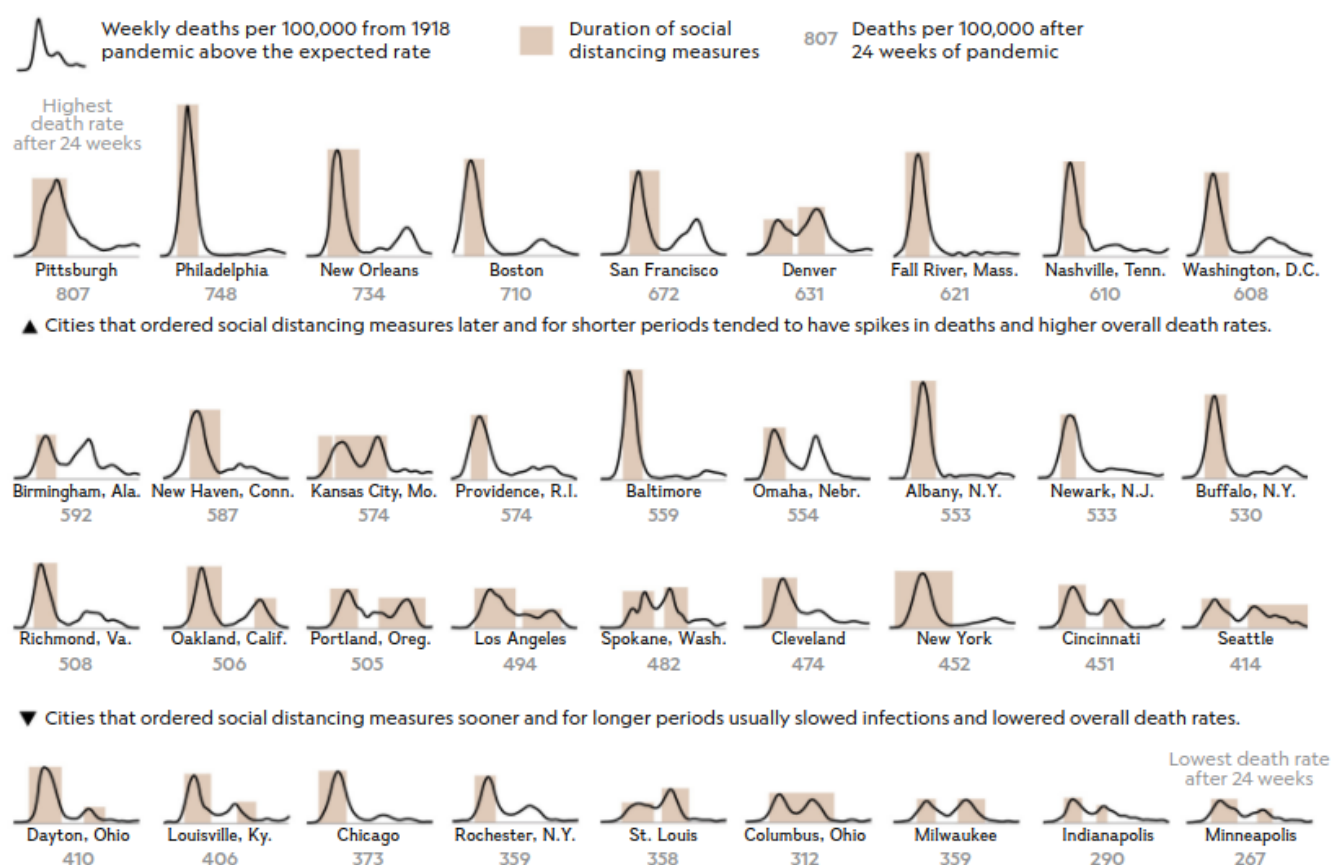 Weekly deaths per 100,000 from 1918
pandemic above the expected rate
Duration of social
distancing measures
807
Deaths per 100,000 after
24 weeks of pandemic
Highest
death rate
after 24 weeks
Pittsburgh Philadelphia New Orleans Boston San Francisco Denver Fall River, Mass. Nashville, Tenn. Washington, D.C.
807 748 734 710 672 631 621 610 608
▲ Cities that ordered social distancing measures later and for shorter periods tended to have spikes in deaths and higher overall death rates.
Birmingham, Ala. New Haven, Conn. Kansas City, Mo. Providence, R.I. Baltimore Omaha, Nebr. Albany, N.Y. Newark, N.J. Buffalo, N.Y.
592 587 574 574 559 554 553 533 530
Richmond, Va. Oakland, Calif. Portland, Oreg. Los Angeles Spokane, Wash. Cleveland New York Cincinnati Seattle
508 506 505 494 482 474 452 451 414
▼ Cities that ordered social distancing measures sooner and for longer periods usually slowed infections and lowered overall death rates.
Lowest death rate
after 24 weeks
Dayton, Ohio Louisville, Ky. Chicago Rochester, N.Y. St. Louis Columbus, Ohio Milwaukee Indianapolis Minneapolis
410 406 373 359 358 312 359 290 267